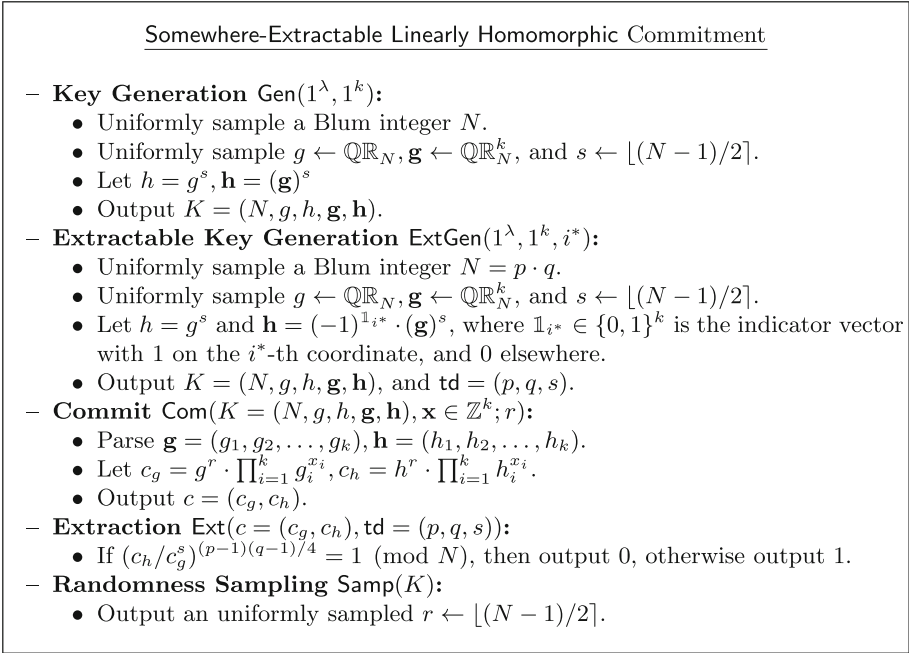 Somewhere-Extractable Linearly Homomorphic Commitment
– Key Generation Gen(1^λ, 1^k):
• Uniformly sample a Blum integer N.
• Uniformly sample g ← ℚℝ_N, 𝐠 ← ℚℝ_N^k, and s ← ⌊(N − 1)/2⌉.
• Let h = g^s, 𝐡 = (𝐠)^s
• Output K = (N, g, h, 𝐠, 𝐡).
– Extractable Key Generation ExtGen(1^λ, 1^k, i*):
• Uniformly sample a Blum integer N = p · q.
• Uniformly sample g ← ℚℝ_N, 𝐠 ← ℚℝ_N^k, and s ← ⌊(N − 1)/2⌉.
• Let h = g^s and 𝐡 = (−1)^{𝟙_{i*}} · (𝐠)^s, where 𝟙_{i*} ∈ {0, 1}^k is the indicator vector
with 1 on the i*-th coordinate, and 0 elsewhere.
• Output K = (N, g, h, 𝐠, 𝐡), and td = (p, q, s).
– Commit Com(K = (N, g, h, 𝐠, 𝐡), 𝐱 ∈ ℤ^k; r):
• Parse 𝐠 = (g_1, g_2, . . . , g_k), 𝐡 = (h_1, h_2, . . . , h_k).
• Let c_g = g^r · ∏_{i=1}^k g_i^{x_i}, c_h = h^r · ∏_{i=1}^k h_i^{x_i}.
• Output c = (c_g, c_h).
– Extraction Ext(c = (c_g, c_h), td = (p, q, s)):
• If (c_h/c_g^s)^{(p−1)(q−1)/4} = 1 (mod N), then output 0, otherwise output 1.
– Randomness Sampling Samp(K):
• Output an uniformly sampled r ← ⌊(N − 1)/2⌉.